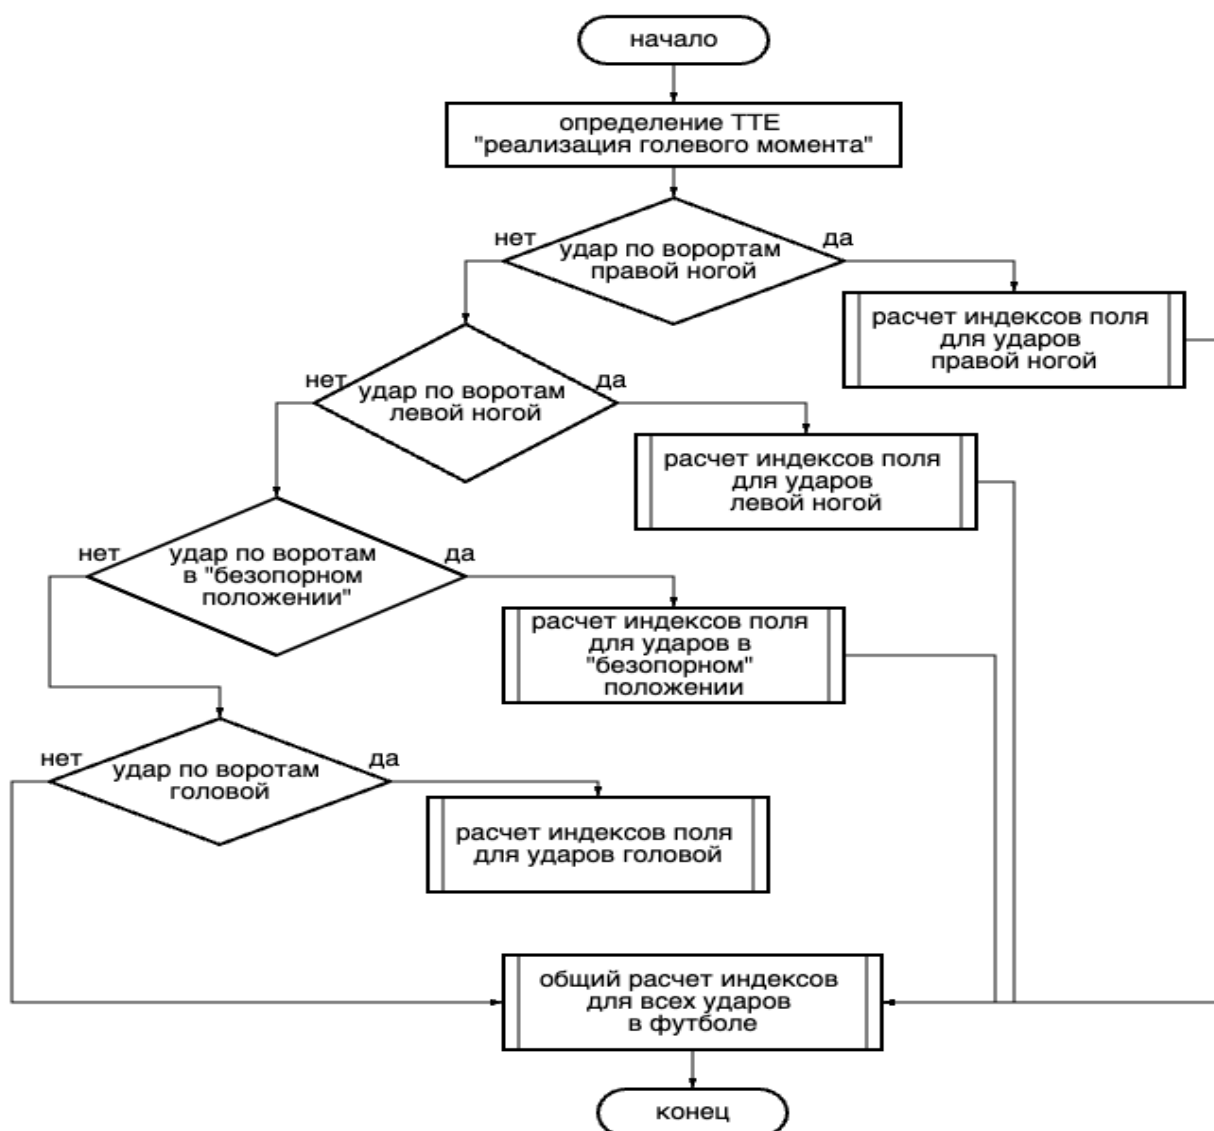 начало
определение ТТЕ
"реализация голевого момента"
нет
да
удар по ворортам
правой ногой
расчет индексов поля
для ударов
правой ногой
нет
да
удар по воротам
левой ногой
расчет индексов поля
для ударов
левой ногой
нет
да
удар по воротам
в "безопорном
положении"
расчет индексов поля
для ударов в
"безопорном"
положении
нет
да
удар по воротам
головой
расчет индексов поля
для ударов головой
общий расчет индексов
для всех ударов
в футболе
конец